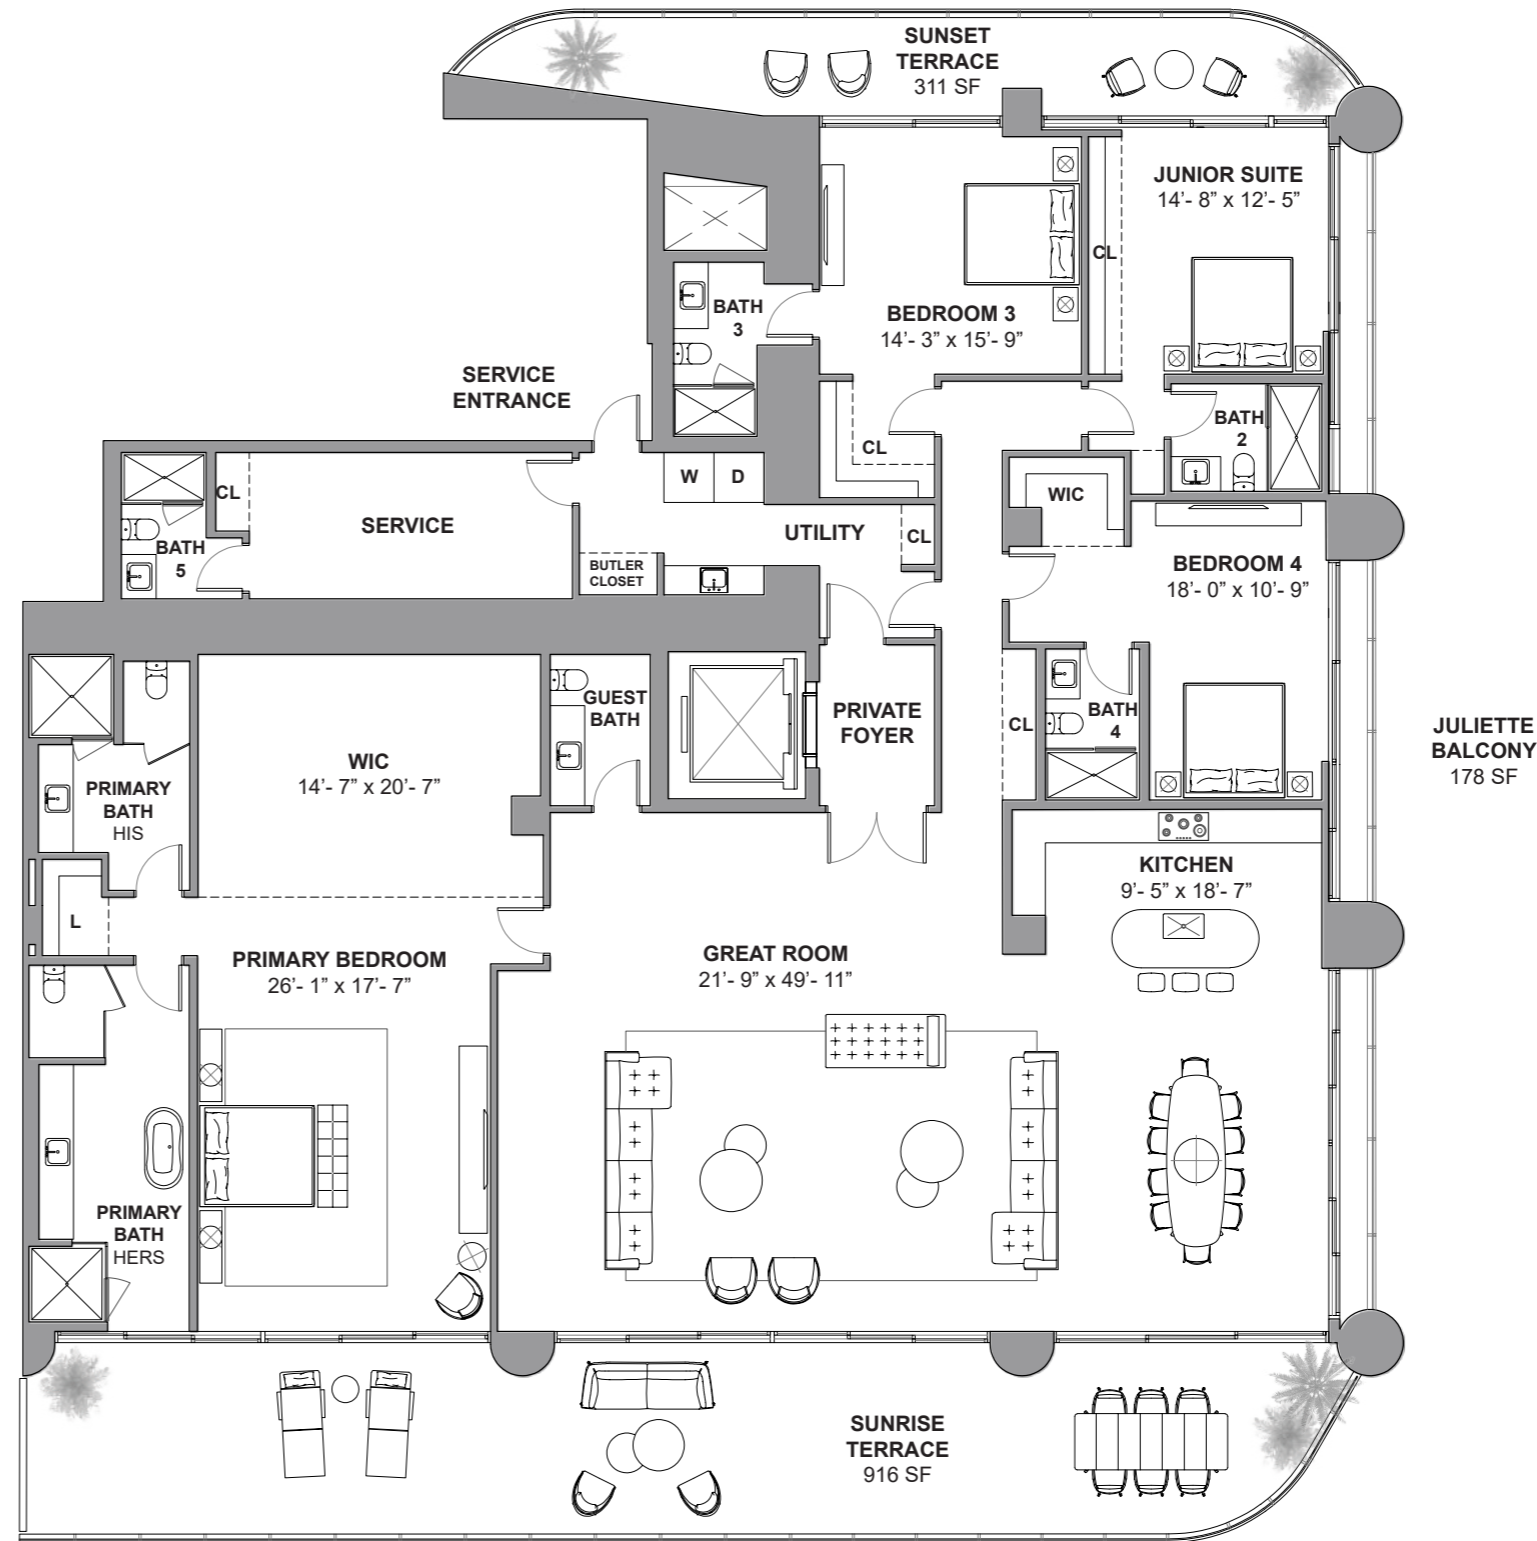 SUNSET
TERRACE
311 SF
JUNIOR SUITE
14'- 8” x 12'- 5”
CL
BATH
3
BEDROOM 3
14'- 3” x 15'- 9”
SERVICE
ENTRANCE
BATH
2
CL
W
D
WIC
CL
SERVICE
UTILITY
CL
BATH
5
BUTLER
CLOSET
BEDROOM 4
18'- 0” x 10'- 9”
GUEST
BATH
PRIVATE
FOYER
CL
BATH
4
JULIETTE
BALCONY
178 SF
WIC
14'- 7” x 20'- 7”
PRIMARY
BATH
HIS
KITCHEN
9'- 5” x 18'- 7”
L
PRIMARY BEDROOM
26'- 1” x 17'- 7”
GREAT ROOM
21'- 9” x 49'- 11”
PRIMARY
BATH
HERS
SUNRISE
TERRACE
916 SF